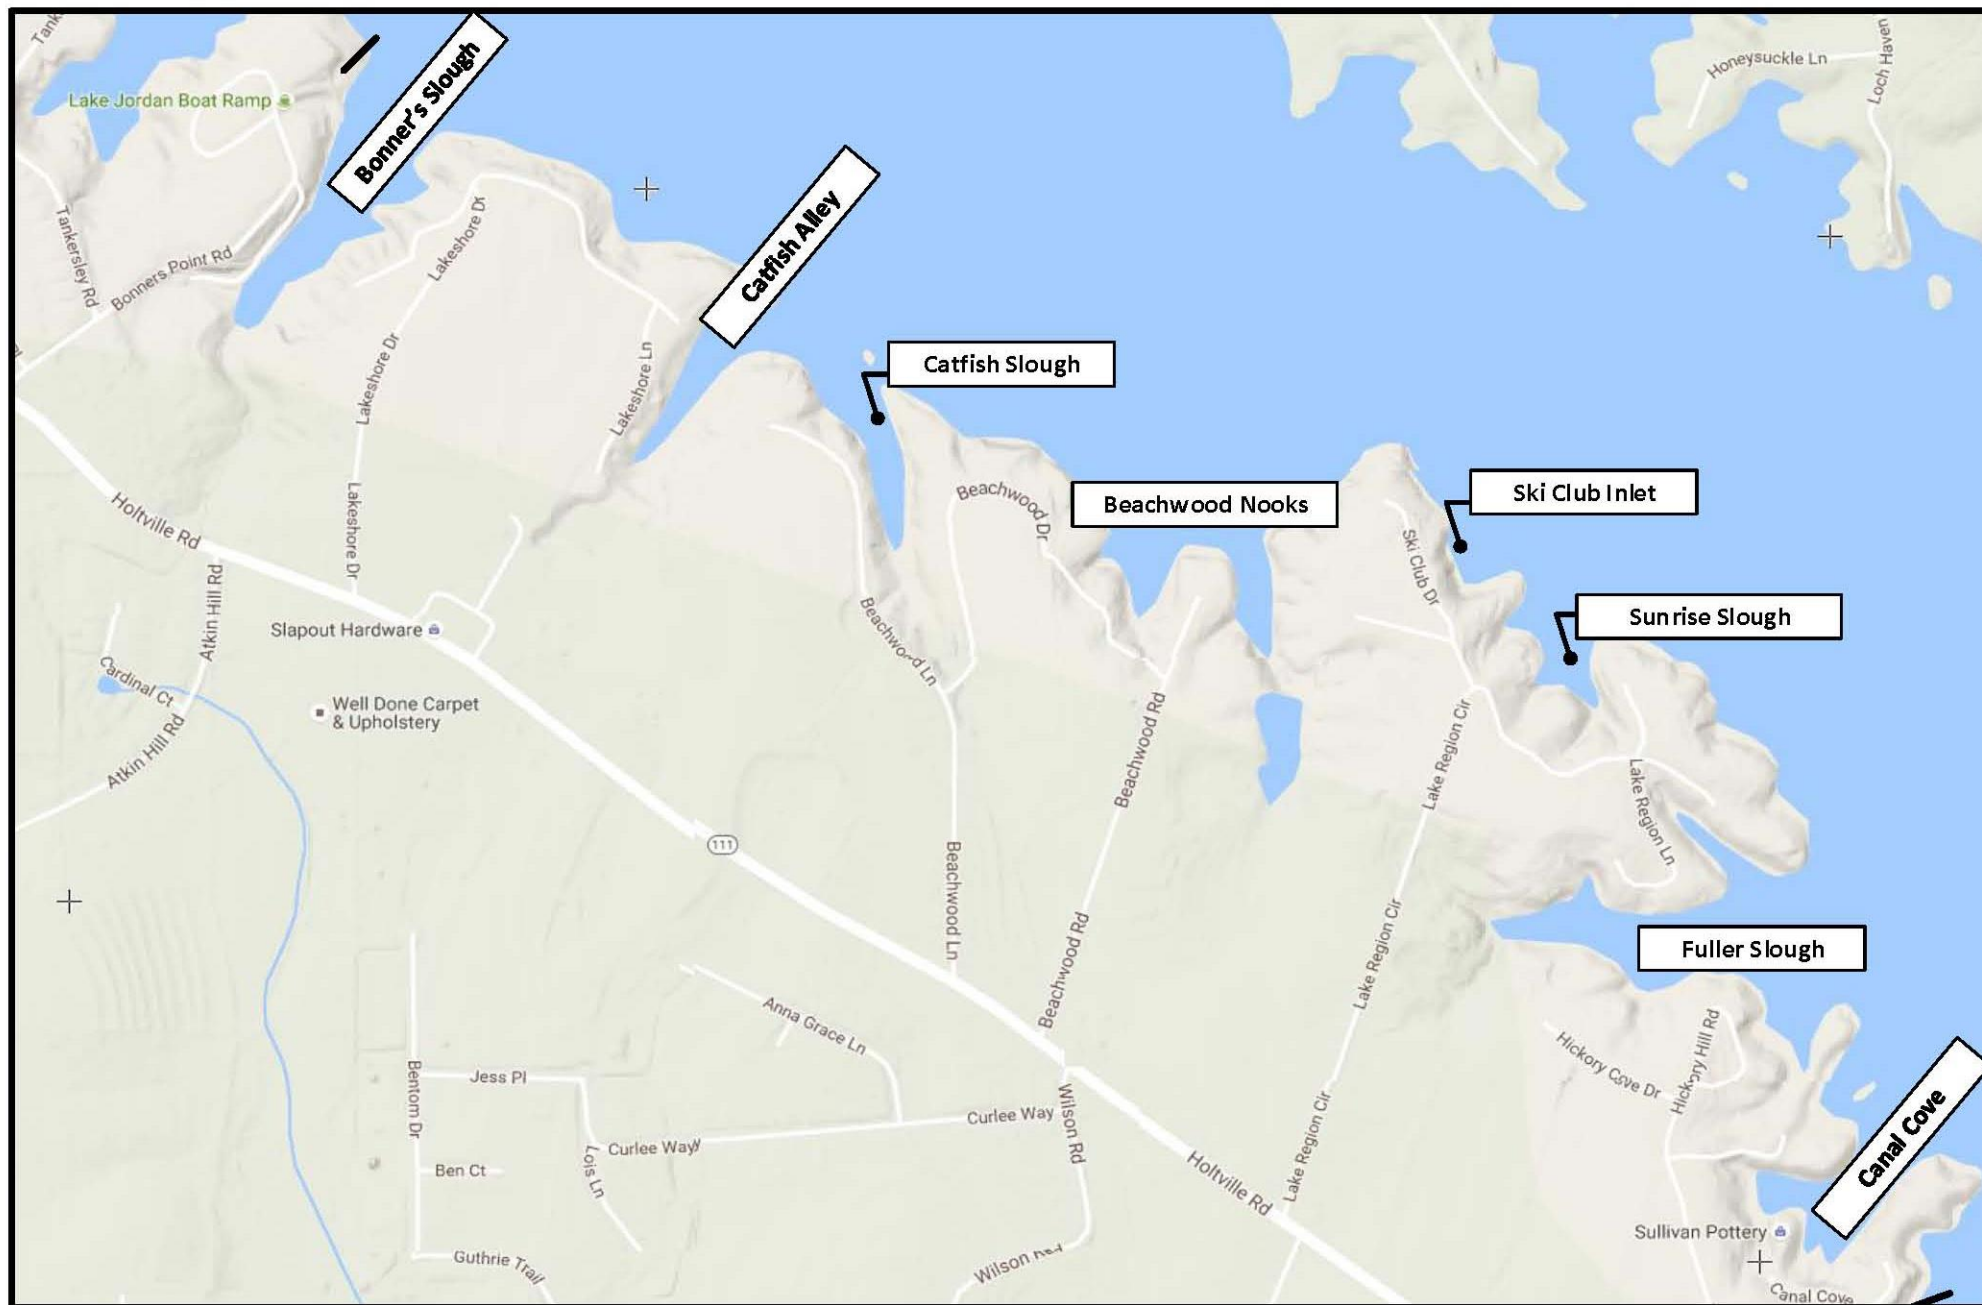 Tank
Honeysuckle Ln
Loch Haven
Bonner's Slough
Lake Jordan Boat Ramp
Catfish Alley
Tankersley Rd
Bonners Point Rd
Lakeshore Dr
Lakeshore Dr
Lakeshore Ln
Catfish Slough
Lakeshore Dr
Beachwood Dr
Beachwood Nooks
Ski Club Inlet
Holtville Rd
Ski Club Dr
Atkin Hill Rd
Slapout Hardware
Beachwood Ln
Sunrise Slough
Cardinal Ct
Well Done Carpet
& Upholstery
Atkin Hill Rd
Beachwood Rd
Lake Region Cir
Lake Region Ln
111
Beachwood Ln
Beachwood Rd
Lake Region Cir
Fuller Slough
Anna Grace Ln
Hickory Cove Dr
Hickory Hill Rd
Bentom Dr
Jess Pl
Curlee Way
Wilson Rd
Lake Region Cir
Canal Cove
Curlee Way
Ben Ct
Lois Ln
Holtville Rd
Sullivan Pottery
Guthrie Trail
Wilson
Canal Cove